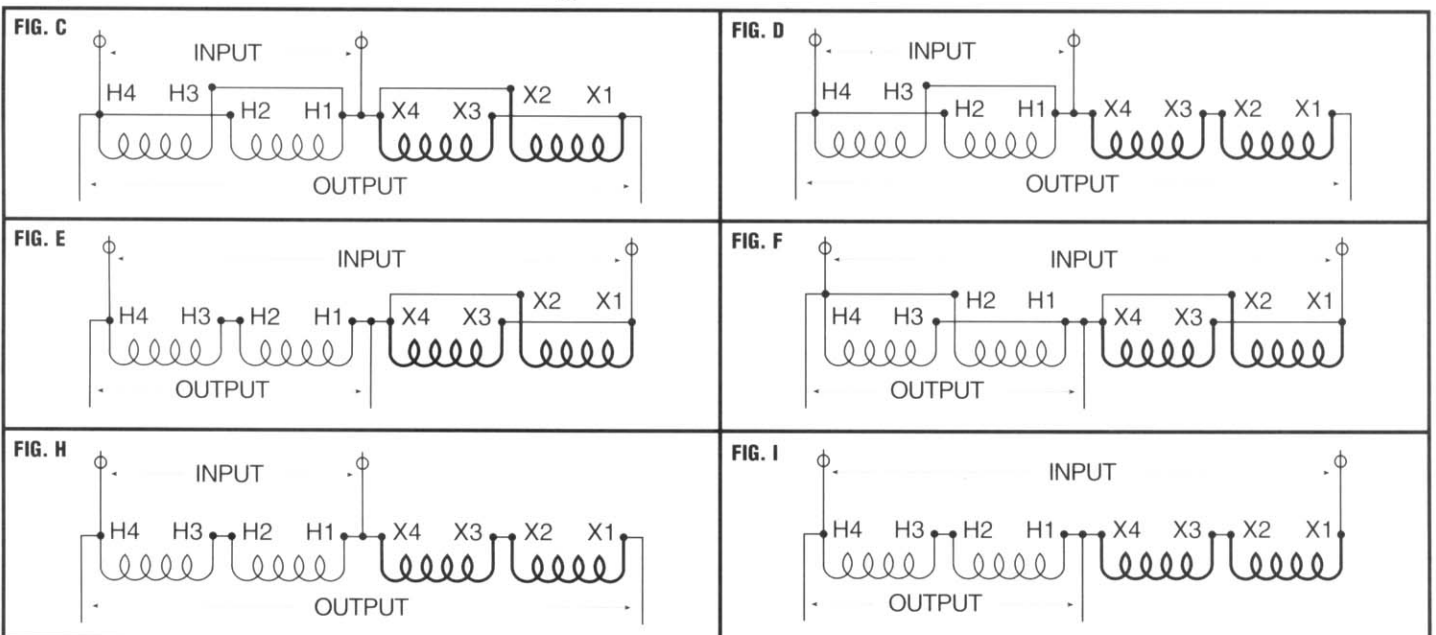 FIG. C
INPUT
H4 H3 H2 H1 X4 X3 X2 X1
OUTPUT
FIG. D
INPUT
H4 H3 H2 H1 X4 X3 X2 X1
OUTPUT
FIG. E
INPUT
H4 H3 H2 H1 X4 X3 X2 X1
OUTPUT
FIG. F
INPUT
H4 H3 H2 H1 X4 X3 X2 X1
OUTPUT
FIG. H
INPUT
H4 H3 H2 H1 X4 X3 X2 X1
OUTPUT
FIG. I
INPUT
H4 H3 H2 H1 X4 X3 X2 X1
OUTPUT